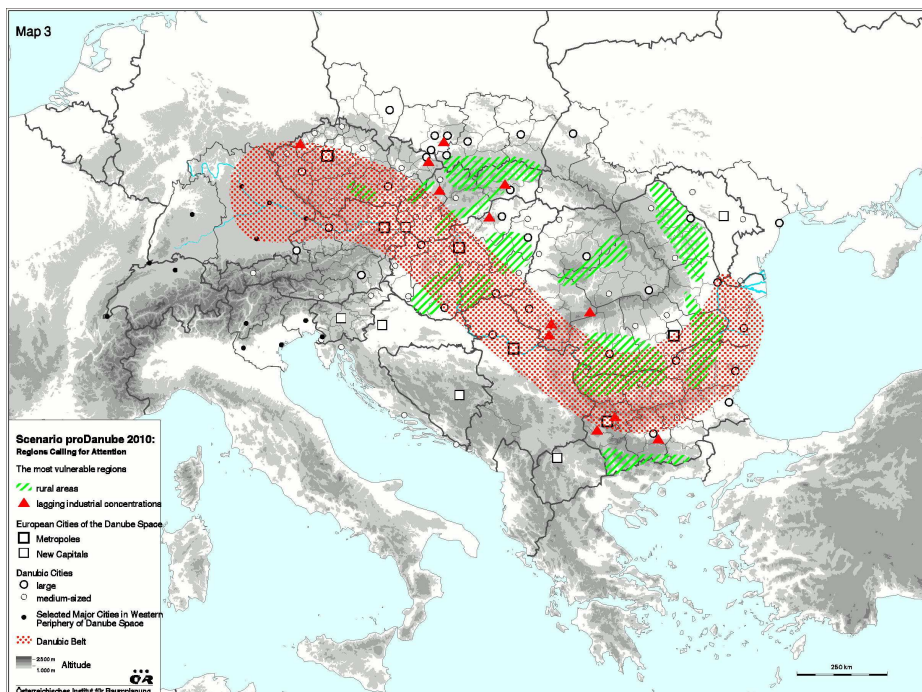 Map 3
Scenario proDanube 2010:
Regions Calling for Attention
The most vulnerable regions
rural areas
lagging industrial concentrations
European Cities of the Danube Space
Metropoles
New Capitals
Danubic Cities
large
medium-sized
Selected Major Cities in Western
Periphery of Danube Space
Danubic Belt
2500 m
1.000 m
Altitude
ÖIR
Österreichisches Institut für Raumplanung
250 km